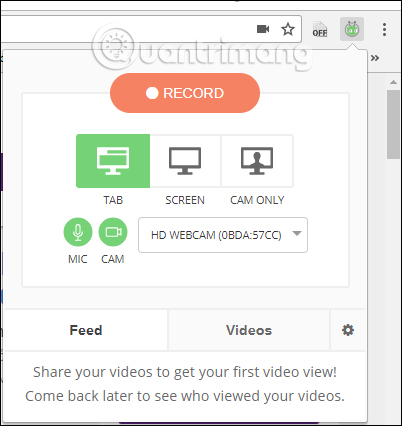 Quantrimang
OFF
RECORD
TAB
SCREEN
CAM ONLY
MIC
CAM
HD WEBCAM (0BDA:57CC)
Feed
Videos
Share your videos to get your first video view!
Come back later to see who viewed your videos.